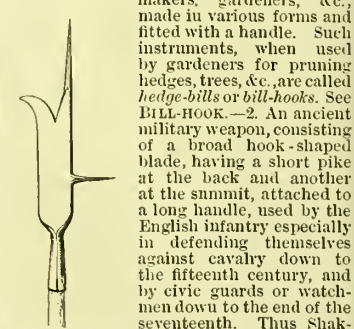 makers, gardeners, &c.,
made in various forms and
fitted with a handle. Such
instruments, when used
by gardeners for pruning
hedges, trees, &c.,are called
hedge-bills or bill-hooks. See
BILL-HOOK.—2. An ancient
military weapon, consisting
of a broad hook-shaped
blade, having a short pike
at the back and another
at the summit, attached to
a long handle, used by the
English infantry especially
in defending themselves
against cavalry down to
the fifteenth century, and
by civic guards or watch-
men down to the end of the
seventeenth. Thus Shak-